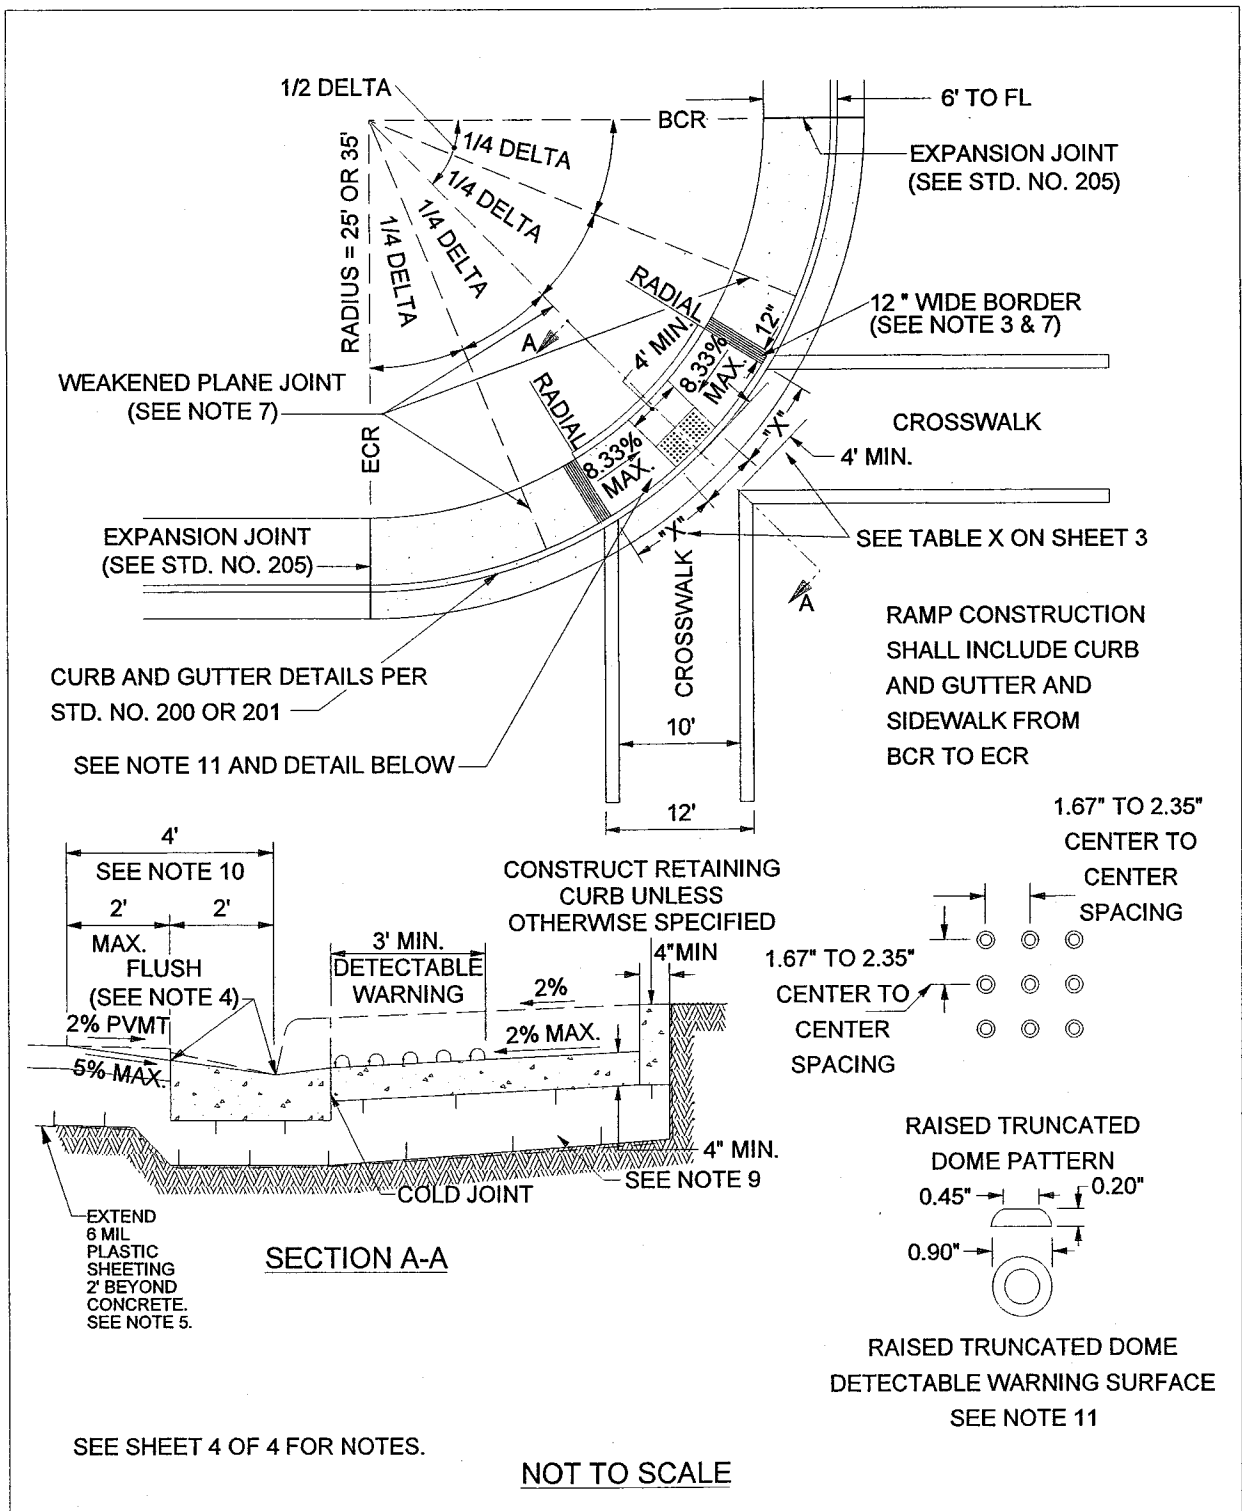 1/2 DELTA
BCR
6' TO FL
1/4 DELTA
1/4 DELTA
1/4 DELTA
1/4 DELTA
RADIUS = 25' OR 35'
EXPANSION JOINT
(SEE STD. NO. 205)
RADIAL
12"
12 " WIDE BORDER
(SEE NOTE 3 & 7)
4' MIN.
8.33%
MAX.
A
WEAKENED PLANE JOINT
(SEE NOTE 7)
RADIAL
CROSSWALK
"X"
4' MIN.
ECR
8.33%
MAX.
EXPANSION JOINT
(SEE STD. NO. 205)
"X"
SEE TABLE X ON SHEET 3
A
CROSSWALK
RAMP CONSTRUCTION
SHALL INCLUDE CURB
AND GUTTER AND
SIDEWALK FROM
BCR TO ECR
CURB AND GUTTER DETAILS PER
STD. NO. 200 OR 201
SEE NOTE 11 AND DETAIL BELOW
10'
12'
4'
SEE NOTE 10
2'
MAX.
2'
FLUSH
(SEE NOTE 4)
2% PVMT
5% MAX.
3' MIN.
DETECTABLE
WARNING
CONSTRUCT RETAINING
CURB UNLESS
OTHERWISE SPECIFIED
4"MIN
2%
2% MAX.
4" MIN.
SEE NOTE 9
COLD JOINT
EXTEND
6 MIL
PLASTIC
SHEETING
2' BEYOND
CONCRETE.
SEE NOTE 5.
SECTION A-A
1.67" TO 2.35"
CENTER TO
CENTER
SPACING
1.67" TO 2.35"
CENTER TO
CENTER
SPACING
RAISED TRUNCATED
DOME PATTERN
0.45"
0.20"
0.90"
RAISED TRUNCATED DOME
DETECTABLE WARNING SURFACE
SEE NOTE 11
SEE SHEET 4 OF 4 FOR NOTES.
NOT TO SCALE